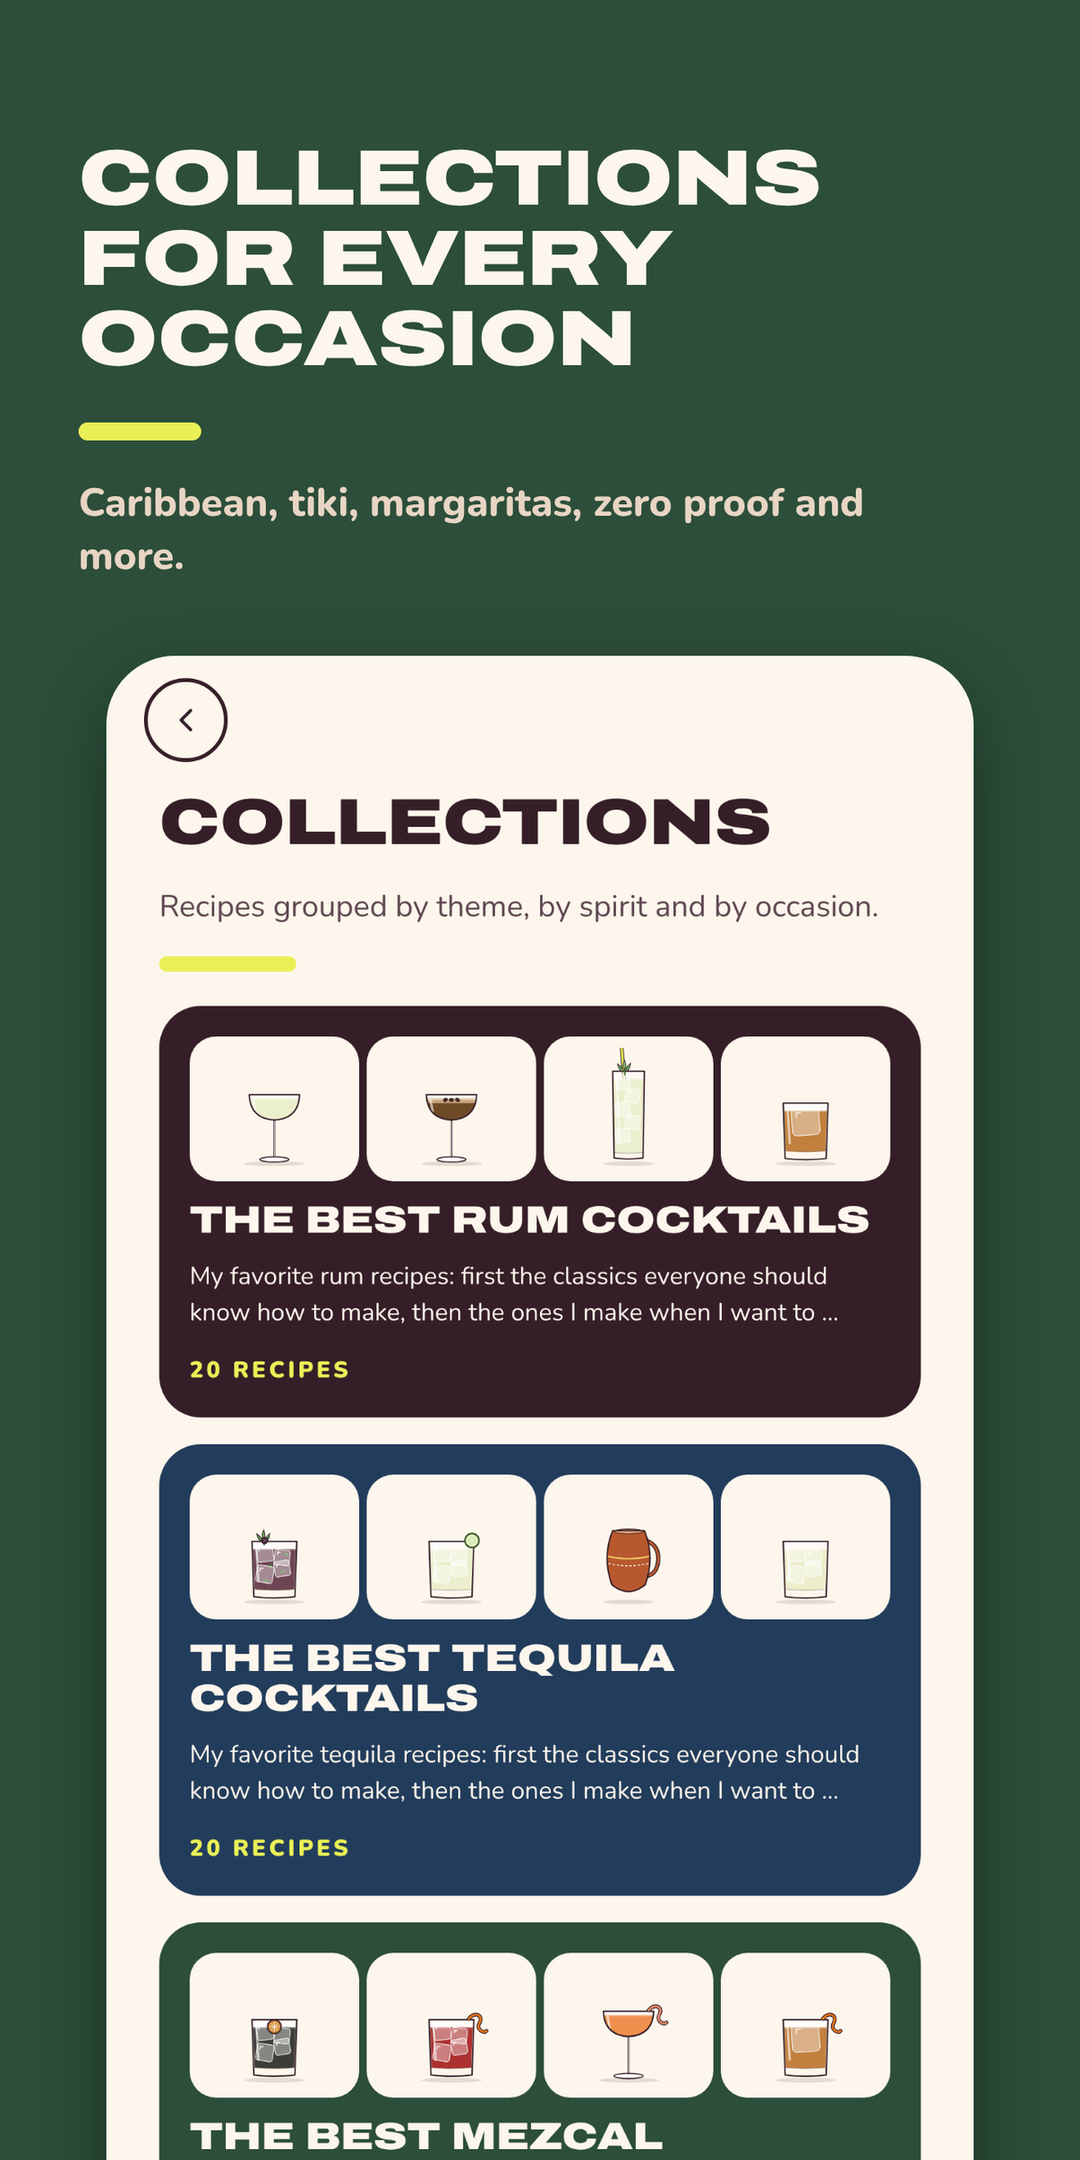 COLLECTIONS
FOR EVERY
OCCASION
Caribbean, tiki, margaritas, zero proof and
more.
COLLECTIONS
Recipes grouped by theme, by spirit and by occasion.
THE BEST RUM COCKTAILS
My favorite rum recipes: first the classics everyone should
know how to make, then the ones I make when I want to ...
20 RECIPES
THE BEST TEQUILA
COCKTAILS
My favorite tequila recipes: first the classics everyone should
know how to make, then the ones I make when I want to ...
20 RECIPES
THE BEST MEZCAL